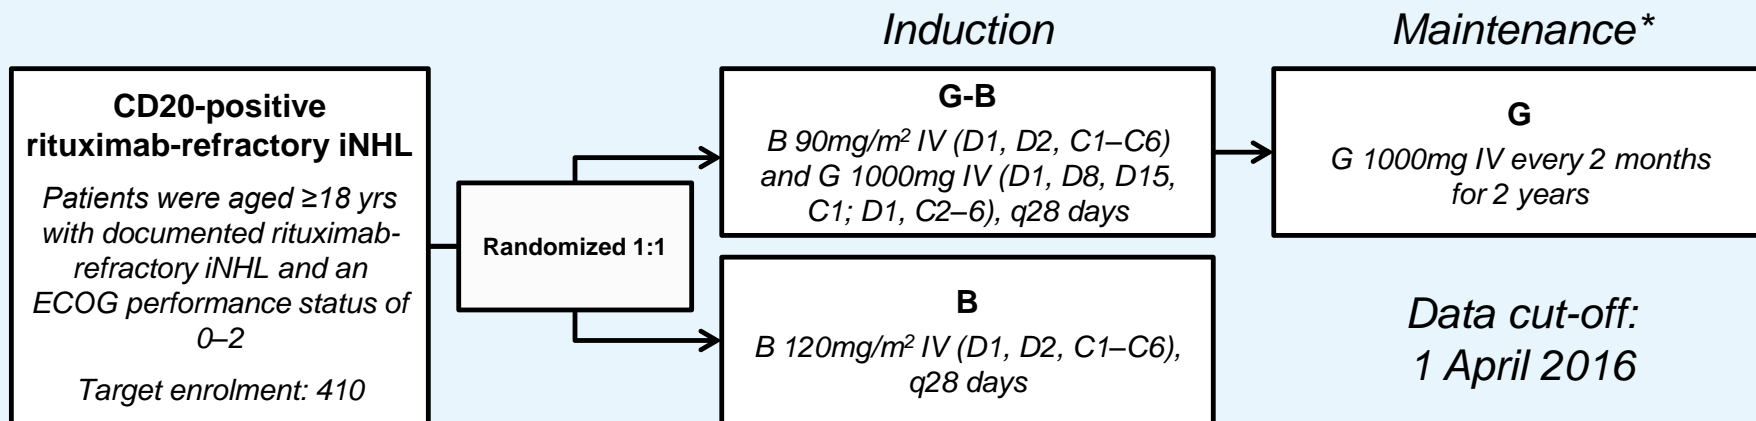 Induction
Maintenance*
CD20-positive
rituximab-refractory iNHL
Patients were aged ≥18 yrs
with documented rituximab-
refractory iNHL and an
ECOG performance status of
0–2
Target enrolment: 410
Randomized 1:1
G-B
B 90mg/m² IV (D1, D2, C1–C6)
and G 1000mg IV (D1, D8, D15,
C1; D1, C2–6), q28 days
G
G 1000mg IV every 2 months
for 2 years
B
B 120mg/m² IV (D1, D2, C1–C6),
q28 days
Data cut-off:
1 April 2016